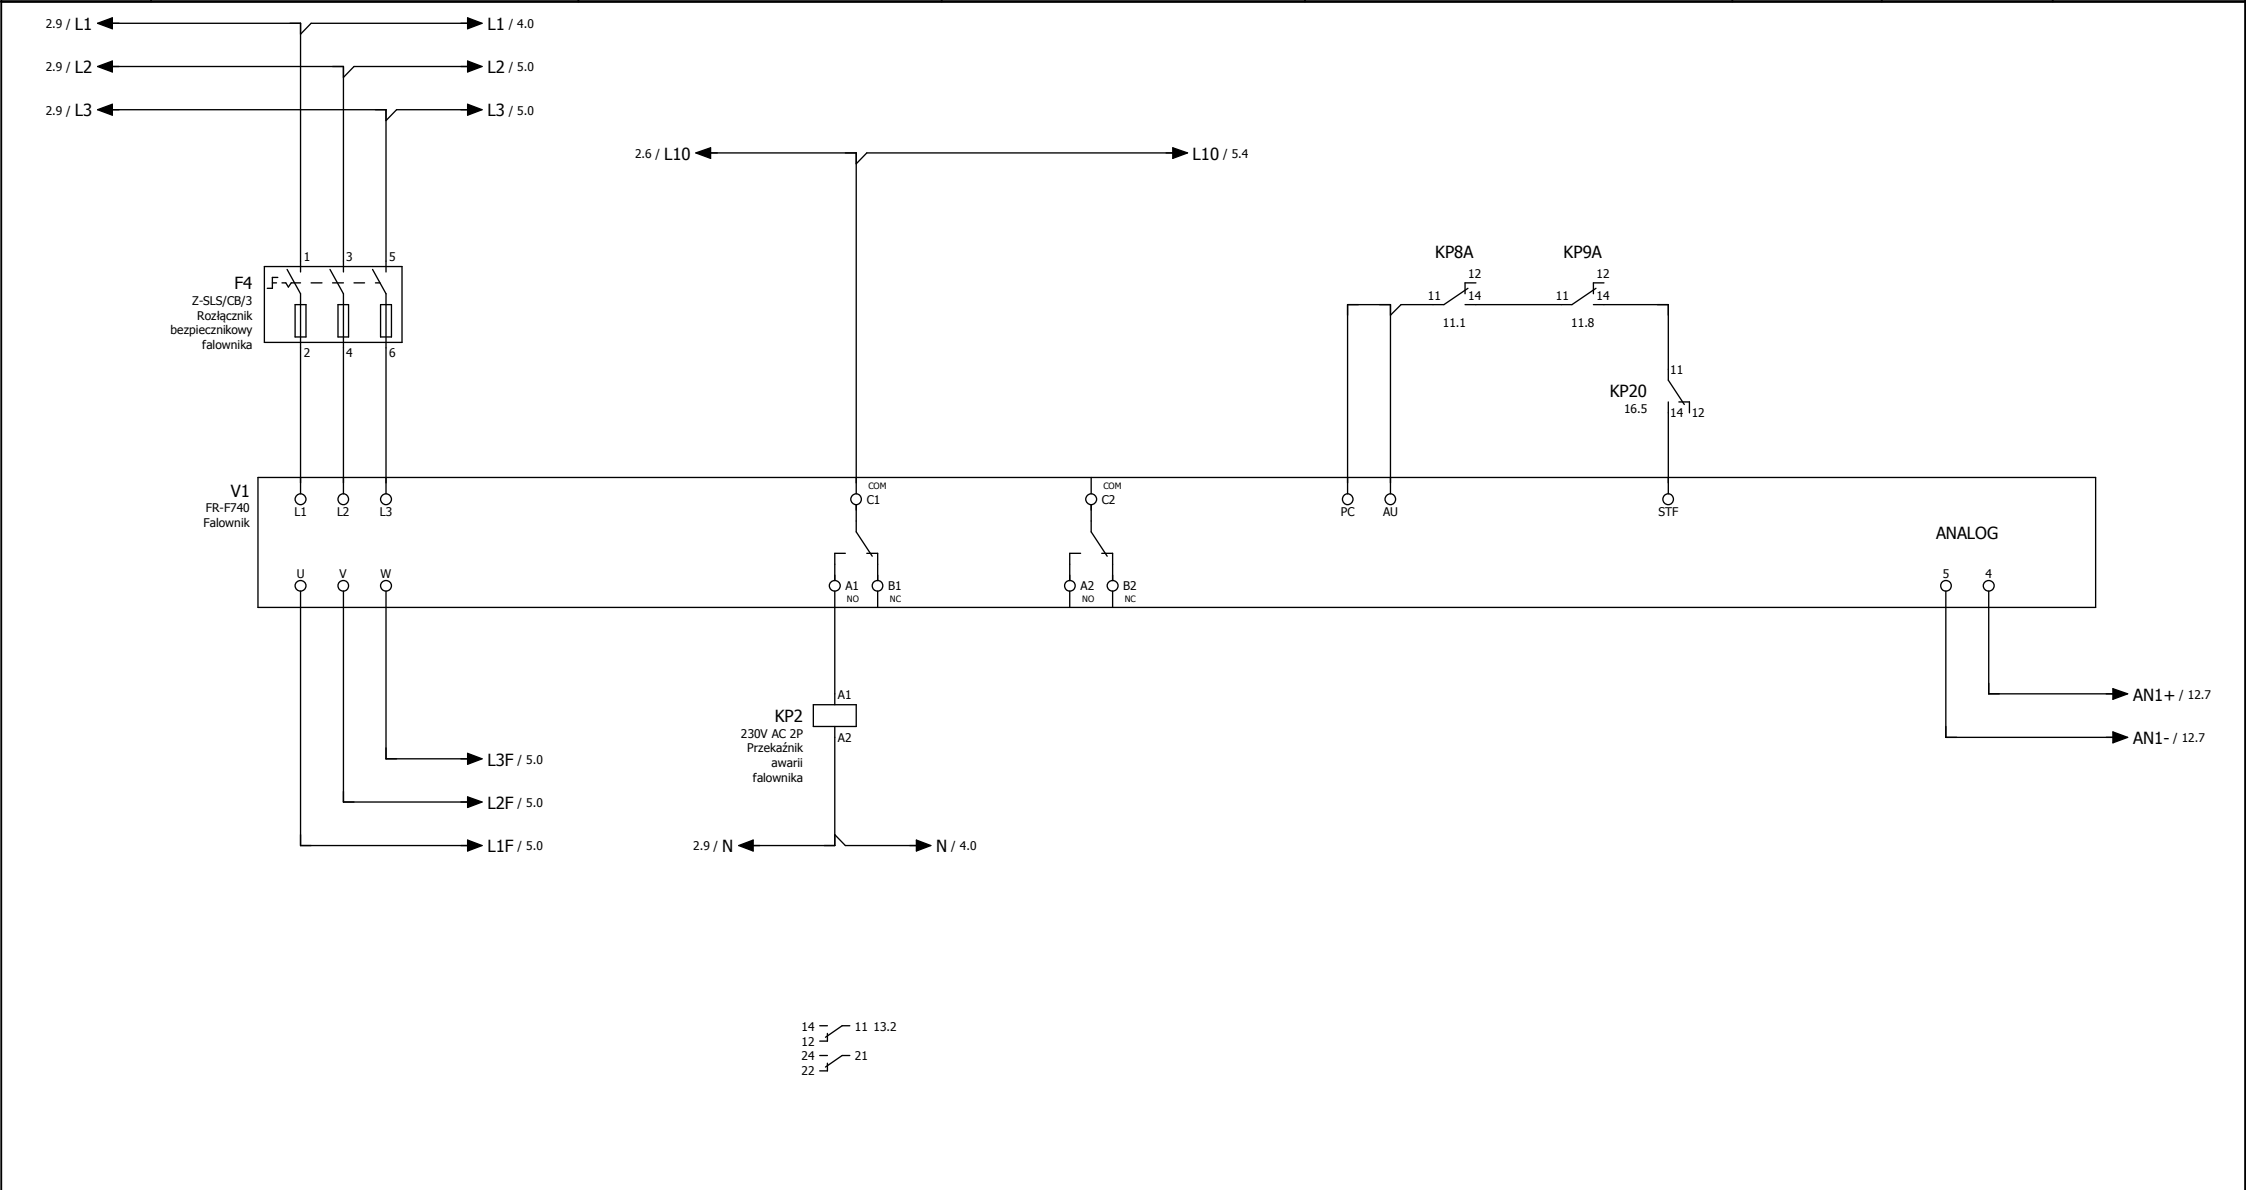 2.9 / L1
L1 / 4.0
2.9 / L2
L2 / 5.0
2.9 / L3
L3 / 5.0
2.6 / L10
L10 / 5.4
KP8A
KP9A
1
3
5
12
12
F4
Z-SLS/CB/3
Rozłącznik
bezpiecznikowy
falownika
11
14
11
14
11.1
11.8
2
4
6
11
KP20
16.5
14
12
V1
FR-F740
Falownik
COM
C1
COM
C2
L1
L2
L3
PC
AU
STF
ANALOG
U
V
W
A1
NO
B1
NC
A2
NO
B2
NC
5
4
A1
KP2
230V AC 2P
Przekaźnik
awarii
falownika
A2
AN1+ / 12.7
AN1- / 12.7
L3F / 5.0
L2F / 5.0
L1F / 5.0
2.9 / N
N / 4.0
14
11 13.2
12
24
21
22